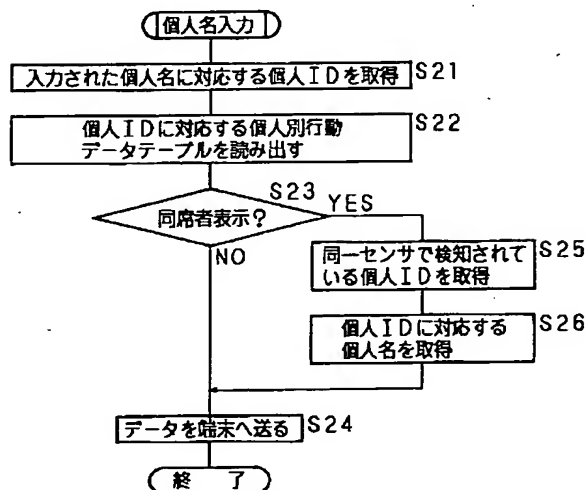 個人名入力
入力された個人名に対応する個人IDを取得 S21
個人IDに対応する個人別行動
データテーブルを読み出す
S22
S23
同席者表示?
YES
NO
同一センサで検知されて
いる個人IDを取得
S25
個人IDに対応する
個人名を取得
S26
データを端末へ送る S24
終 了